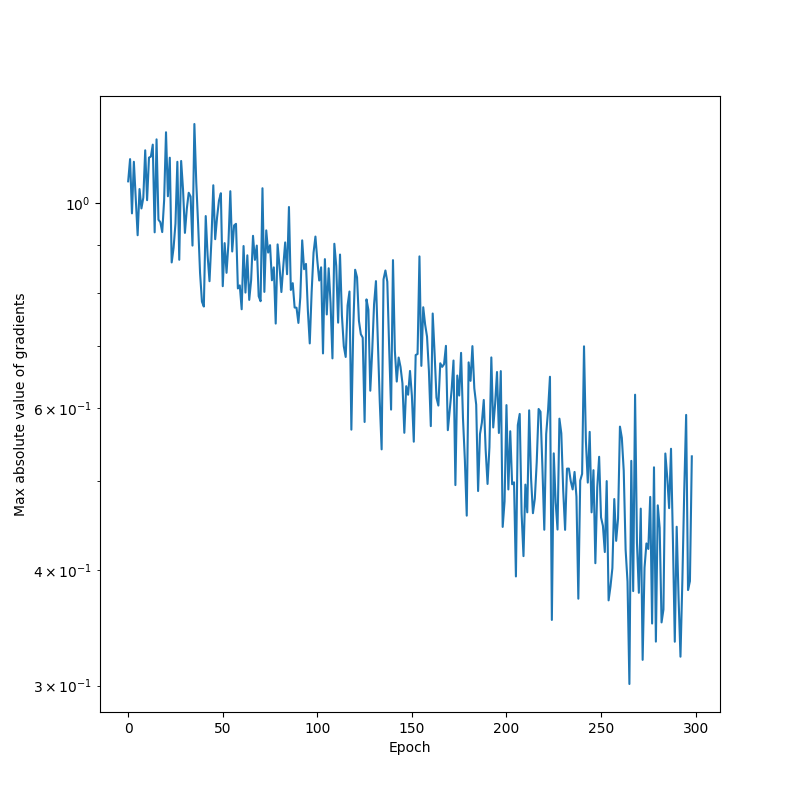 Max absolute value of gradients
10⁰
6 × 10⁻¹
4 × 10⁻¹
3 × 10⁻¹
0 50 100 150 200 250 300
Epoch